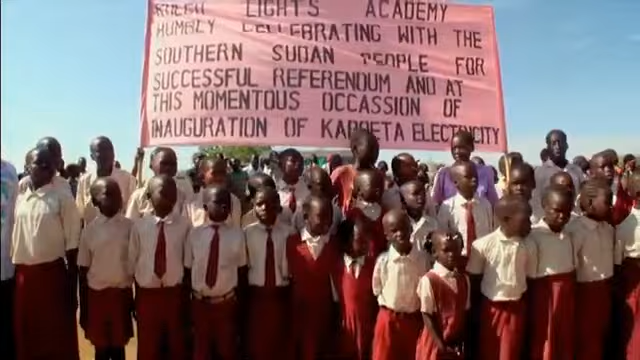 LIGHTS ACADEMY
HUMBLY CELEBRATING WITH THE
SOUTHERN SUDAN PEOPLE FOR
SUCCESSFUL REFERENDUM AND AT
THIS MOMENTOUS OCCASSION OF
INAUGURATION OF KAPOETA ELECTRICITY